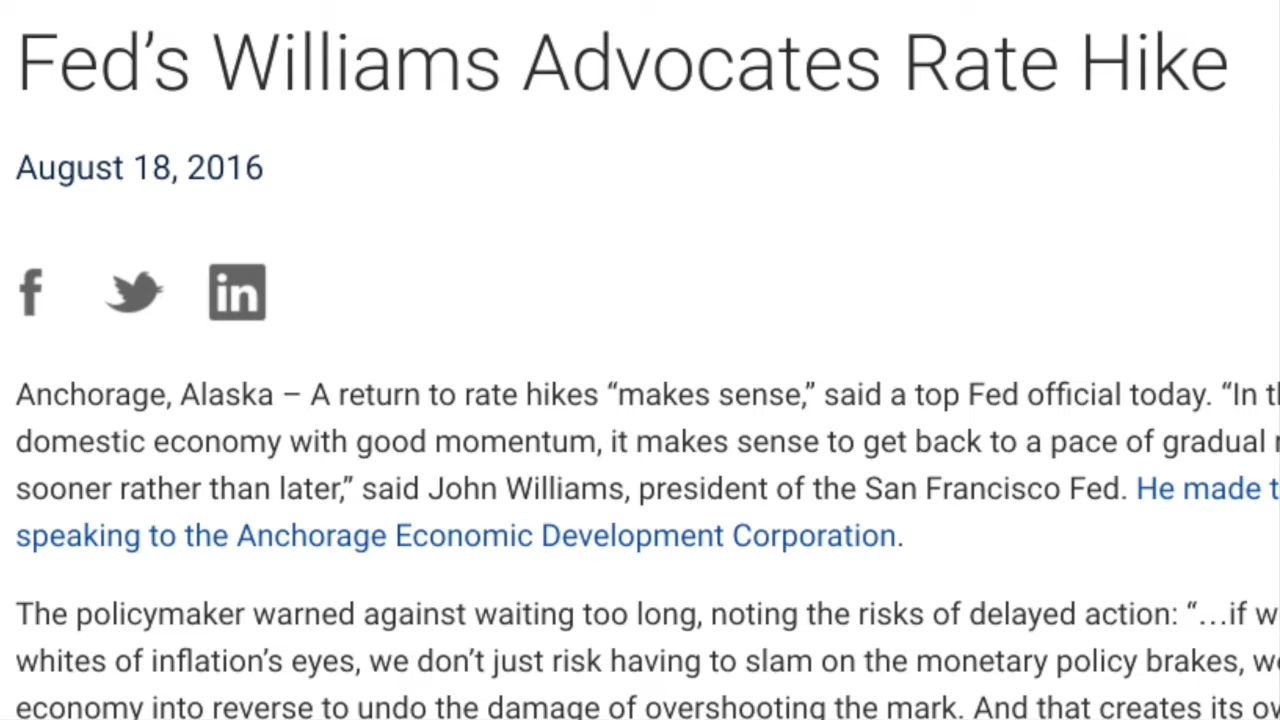 Fed’s Williams Advocates Rate Hike
August 18, 2016
f
in
Anchorage, Alaska – A return to rate hikes “makes sense,” said a top Fed official today. “In
domestic economy with good momentum, it makes sense to get back to a pace of gradual
sooner rather than later,” said John Williams, president of the San Francisco Fed. He made
speaking to the Anchorage Economic Development Corporation.
The policymaker warned against waiting too long, noting the risks of delayed action: “…if
whites of inflation’s eyes, we don’t just risk having to slam on the monetary policy brakes,
economy into reverse to undo the damage of overshooting the mark. And that creates its